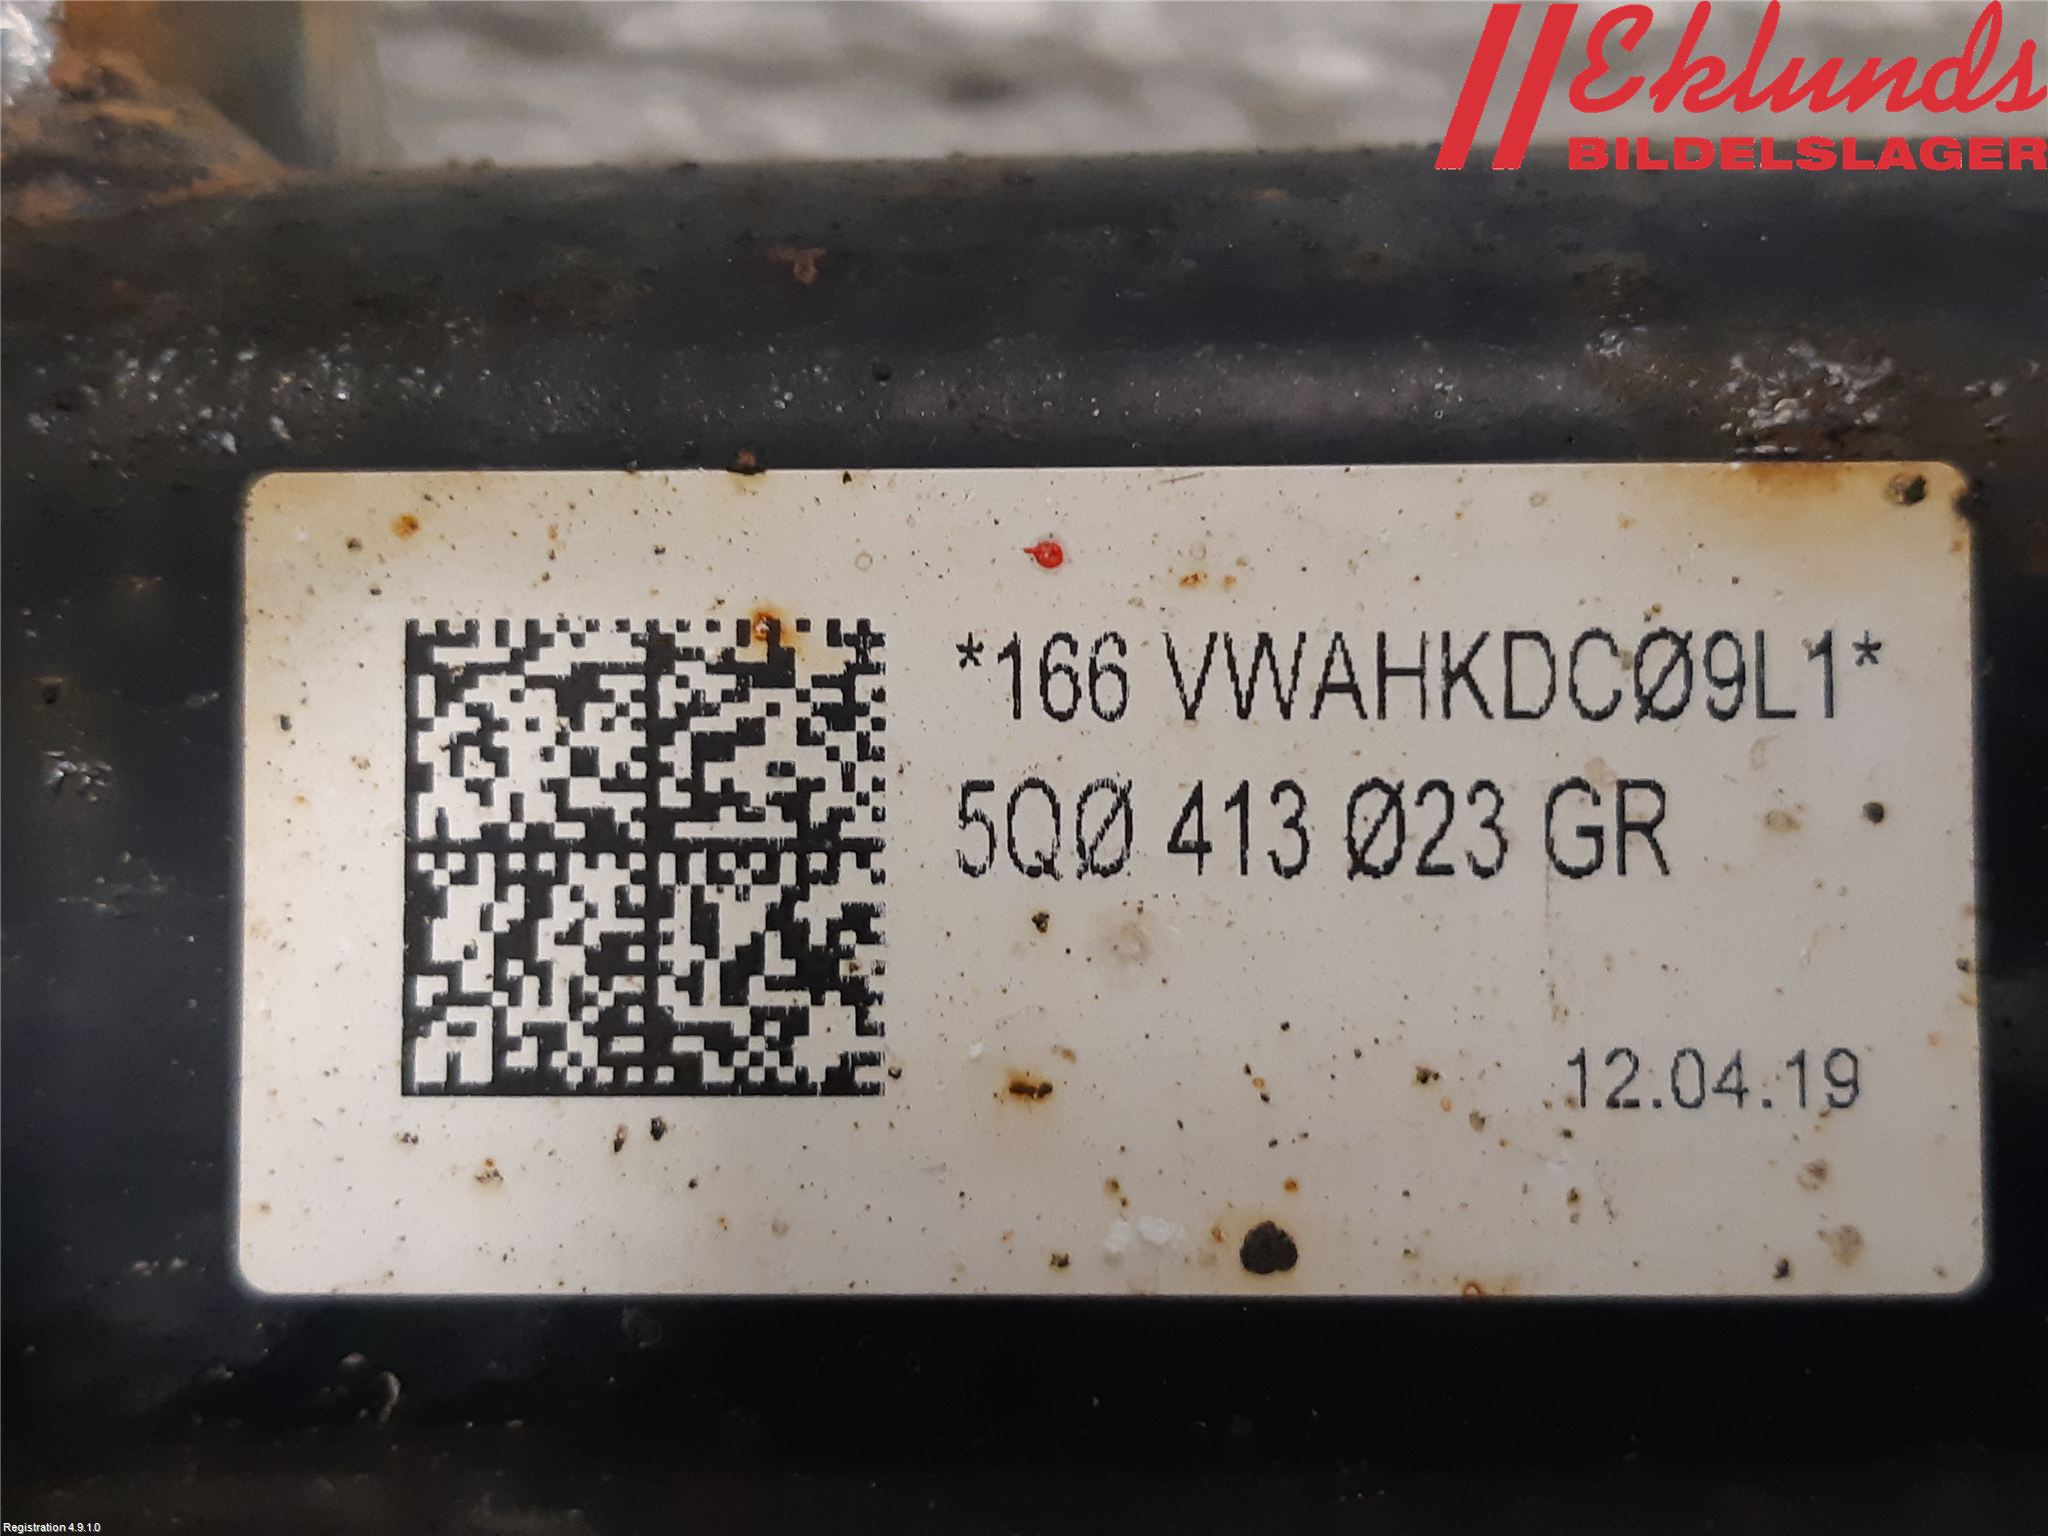 Eklunds
BILDELSLAGER
*166 VWAHKDCØ9L1*
5QØ 413 Ø23 GR
12.04.19
Registration 4.9.1.0